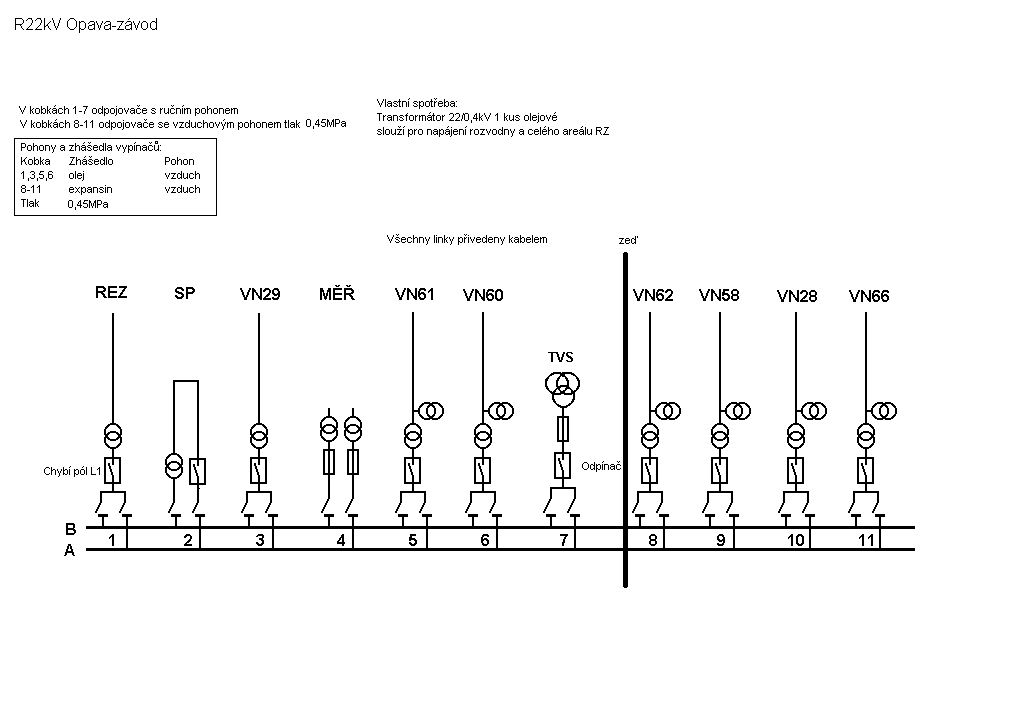 R22kV Opava-závod
V kobkách 1-7 odpojovače s ručním pohonem
V kobkách 8-11 odpojovače se vzduchovým pohonem tlak 0,45MPa
Vlastní spotřeba:
Transformátor 22/0,4kV 1 kus olejové
slouží pro napájení rozvodny a celého areálu RZ
Pohony a zhášedla vypínačů:
Kobka Zhášedlo Pohon
1,3,5,6 olej vzduch
8-11 expansin vzduch
Tlak 0,45MPa
Všechny linky přivedeny kabelem
zeď
REZ SP VN29 MĚŘ VN61 VN60 VN62 VN58 VN28 VN66
TVS
Chybí pól L1
Odpínač
B
1 2 3 4 5 6 7 8 9 10 11
A